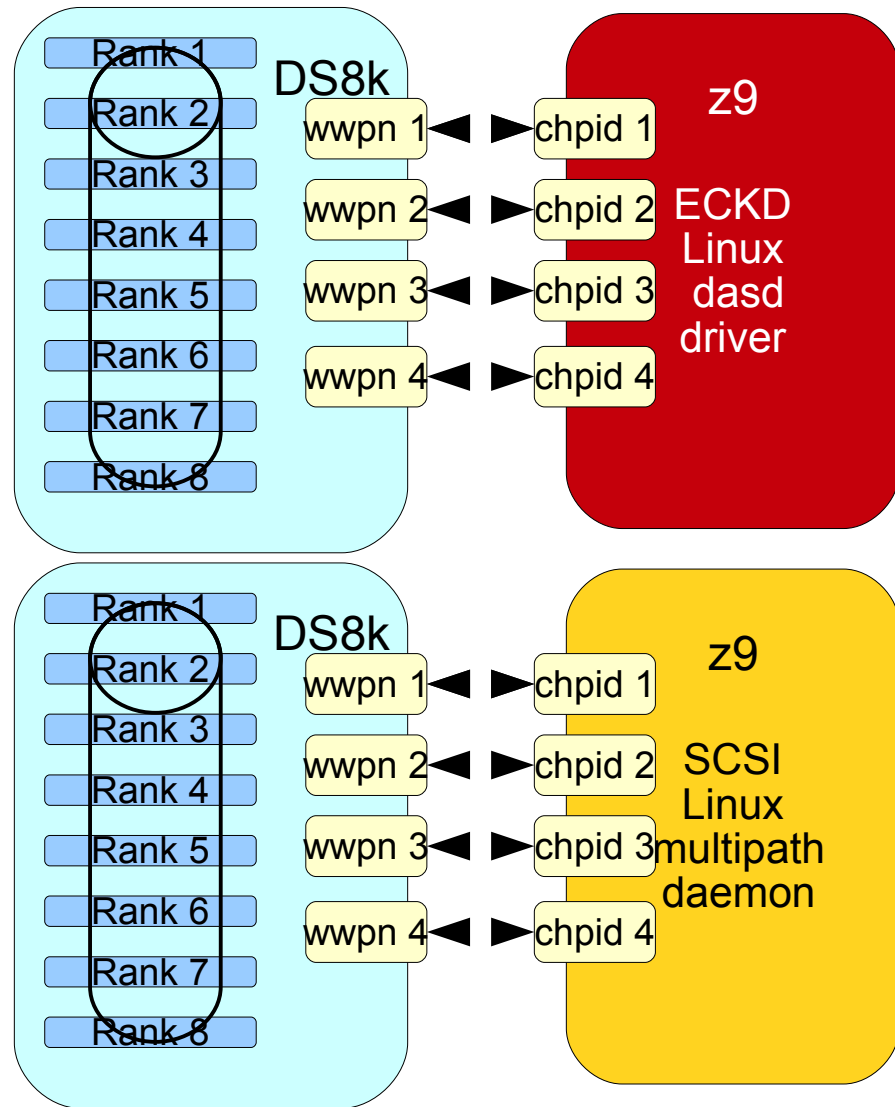 Rank 1
Rank 2
Rank 3
Rank 4
Rank 5
Rank 6
Rank 7
Rank 8
DS8k
wwpn 1
wwpn 2
wwpn 3
wwpn 4
chpid 1
chpid 2
chpid 3
chpid 4
z9
ECKD
Linux
dasd
driver
Rank 1
Rank 2
Rank 3
Rank 4
Rank 5
Rank 6
Rank 7
Rank 8
DS8k
wwpn 1
wwpn 2
wwpn 3
wwpn 4
chpid 1
chpid 2
chpid 3
chpid 4
z9
SCSI
Linux
multipath
daemon